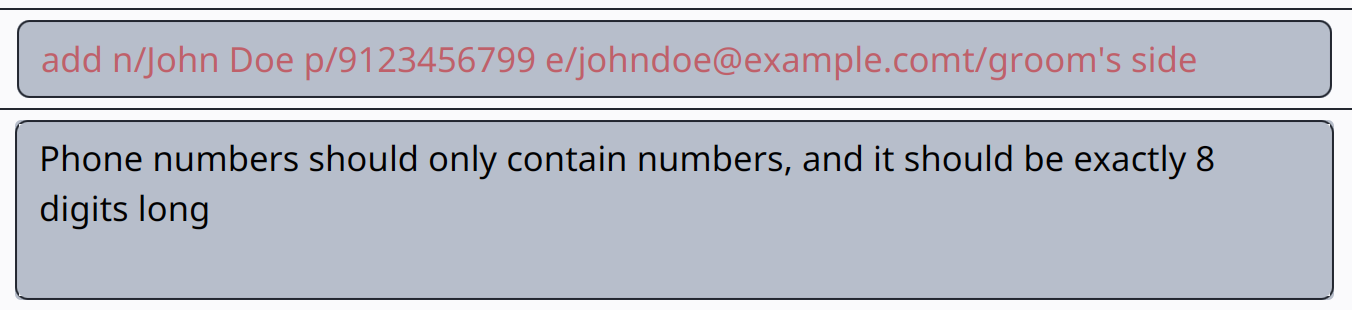 add n/John Doe p/9123456799 e/johndoe@example.comt/groom's side
Phone numbers should only contain numbers, and it should be exactly 8
digits long